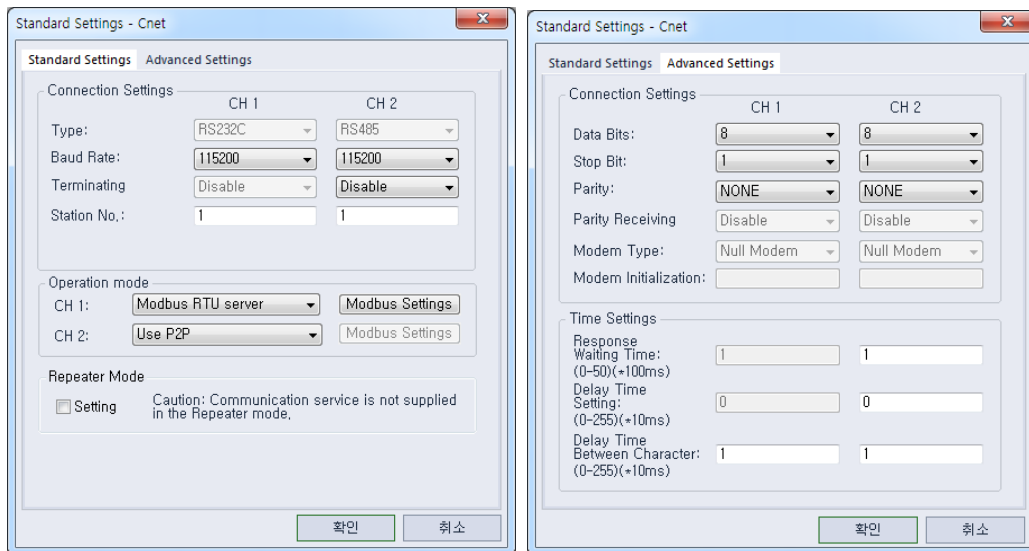 Standard Settings - Cnet
Standard Settings Advanced Settings
Connection Settings
CH 1 CH 2
Type: RS232C RS485
Baud Rate: 115200 115200
Terminating Disable Disable
Station No.: 1 1
Operation mode
CH 1: Modbus RTU server Modbus Settings
CH 2: Use P2P Modbus Settings
Repeater Mode
Setting Caution: Communication service is not supplied
in the Repeater mode.
확인 취소
Standard Settings - Cnet
Standard Settings Advanced Settings
Connection Settings
CH 1 CH 2
Data Bits: 8 8
Stop Bit: 1 1
Parity: NONE NONE
Parity Receiving Disable Disable
Modem Type: Null Modem Null Modem
Modem Initialization:
Time Settings
Response
Waiting Time: 1 1
(0-50)(*100ms)
Delay Time
Setting: 0 0
(0-255)(*10ms)
Delay Time
Between Character: 1 1
(0-255)(*10ms)
확인 취소